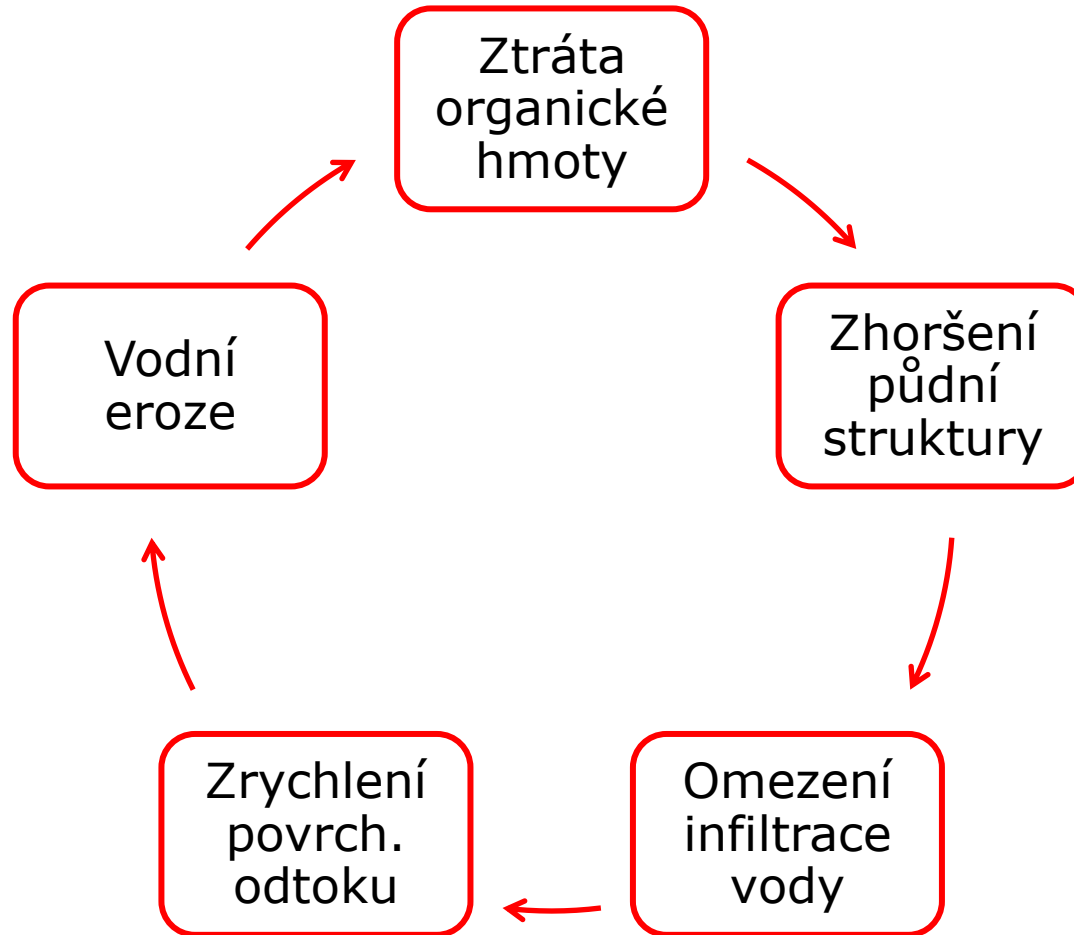 Ztráta
organické
hmoty
Zhoršení
půdní
struktury
Omezení
infiltrace
vody
Zrychlení
povrch.
odtoku
Vodní
eroze